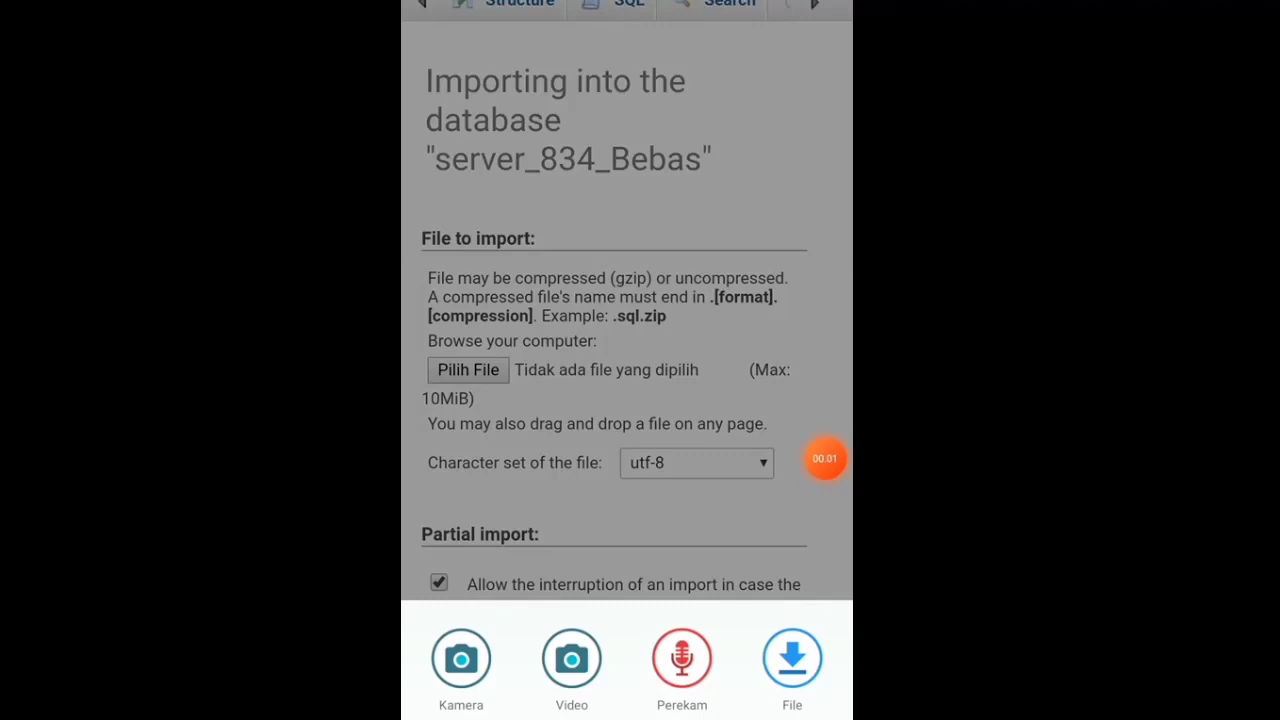 Structure SQL Search
Importing into the
database
"server_834_Bebas"
File to import:
File may be compressed (gzip) or uncompressed.
A compressed file's name must end in .[format].
[compression]. Example: .sql.zip
Browse your computer:
Pilih File Tidak ada file yang dipilih (Max:
10MiB)
You may also drag and drop a file on any page.
Character set of the file: utf-8
00.01
Partial import:
Allow the interruption of an import in case the
Kamera Video Perekam File